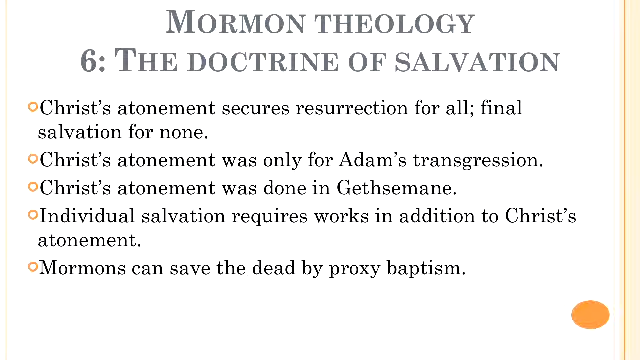 MORMON THEOLOGY
6: THE DOCTRINE OF SALVATION
Christ's atonement secures resurrection for all; final
salvation for none.
Christ's atonement was only for Adam's transgression.
Christ's atonement was done in Gethsemane.
Individual salvation requires works in addition to Christ's
atonement.
Mormons can save the dead by proxy baptism.